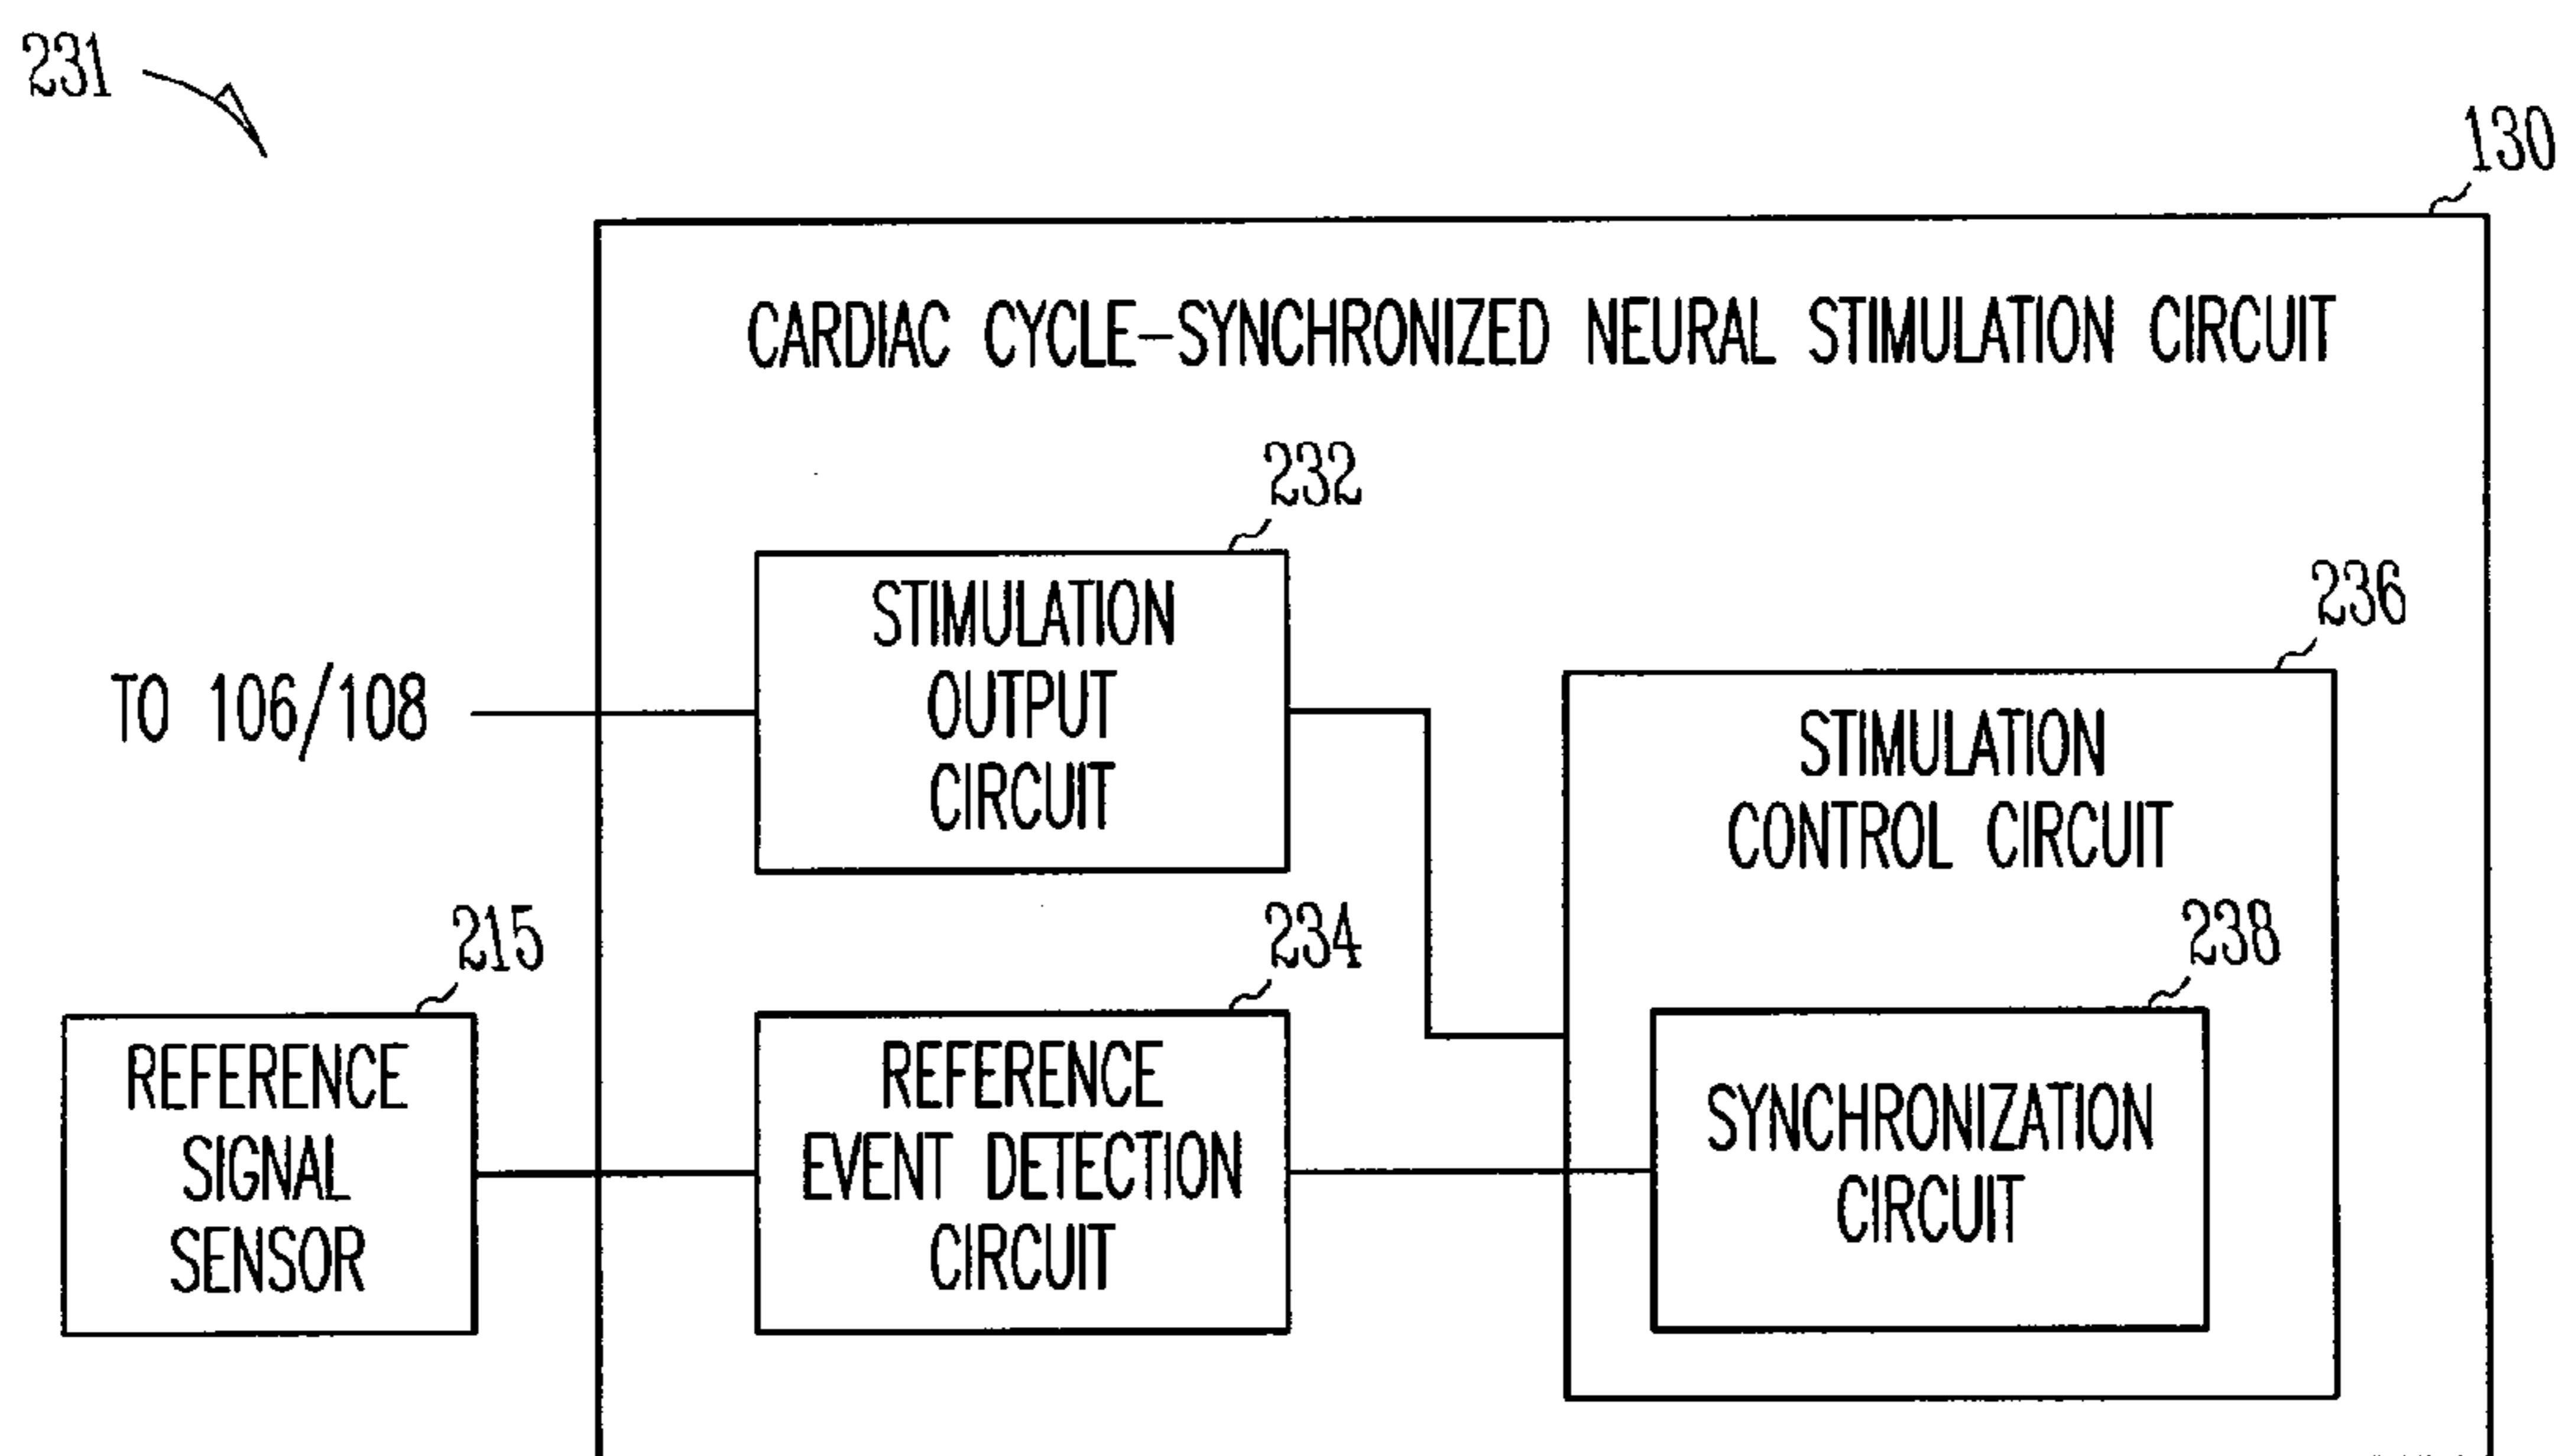 231
130
CARDIAC CYCLE-SYNCHRONIZED NEURAL STIMULATION CIRCUIT
232
STIMULATION
OUTPUT
CIRCUIT
TO 106/108
236
STIMULATION
CONTROL CIRCUIT
215
REFERENCE
SIGNAL
SENSOR
234
REFERENCE
EVENT DETECTION
CIRCUIT
238
SYNCHRONIZATION
CIRCUIT